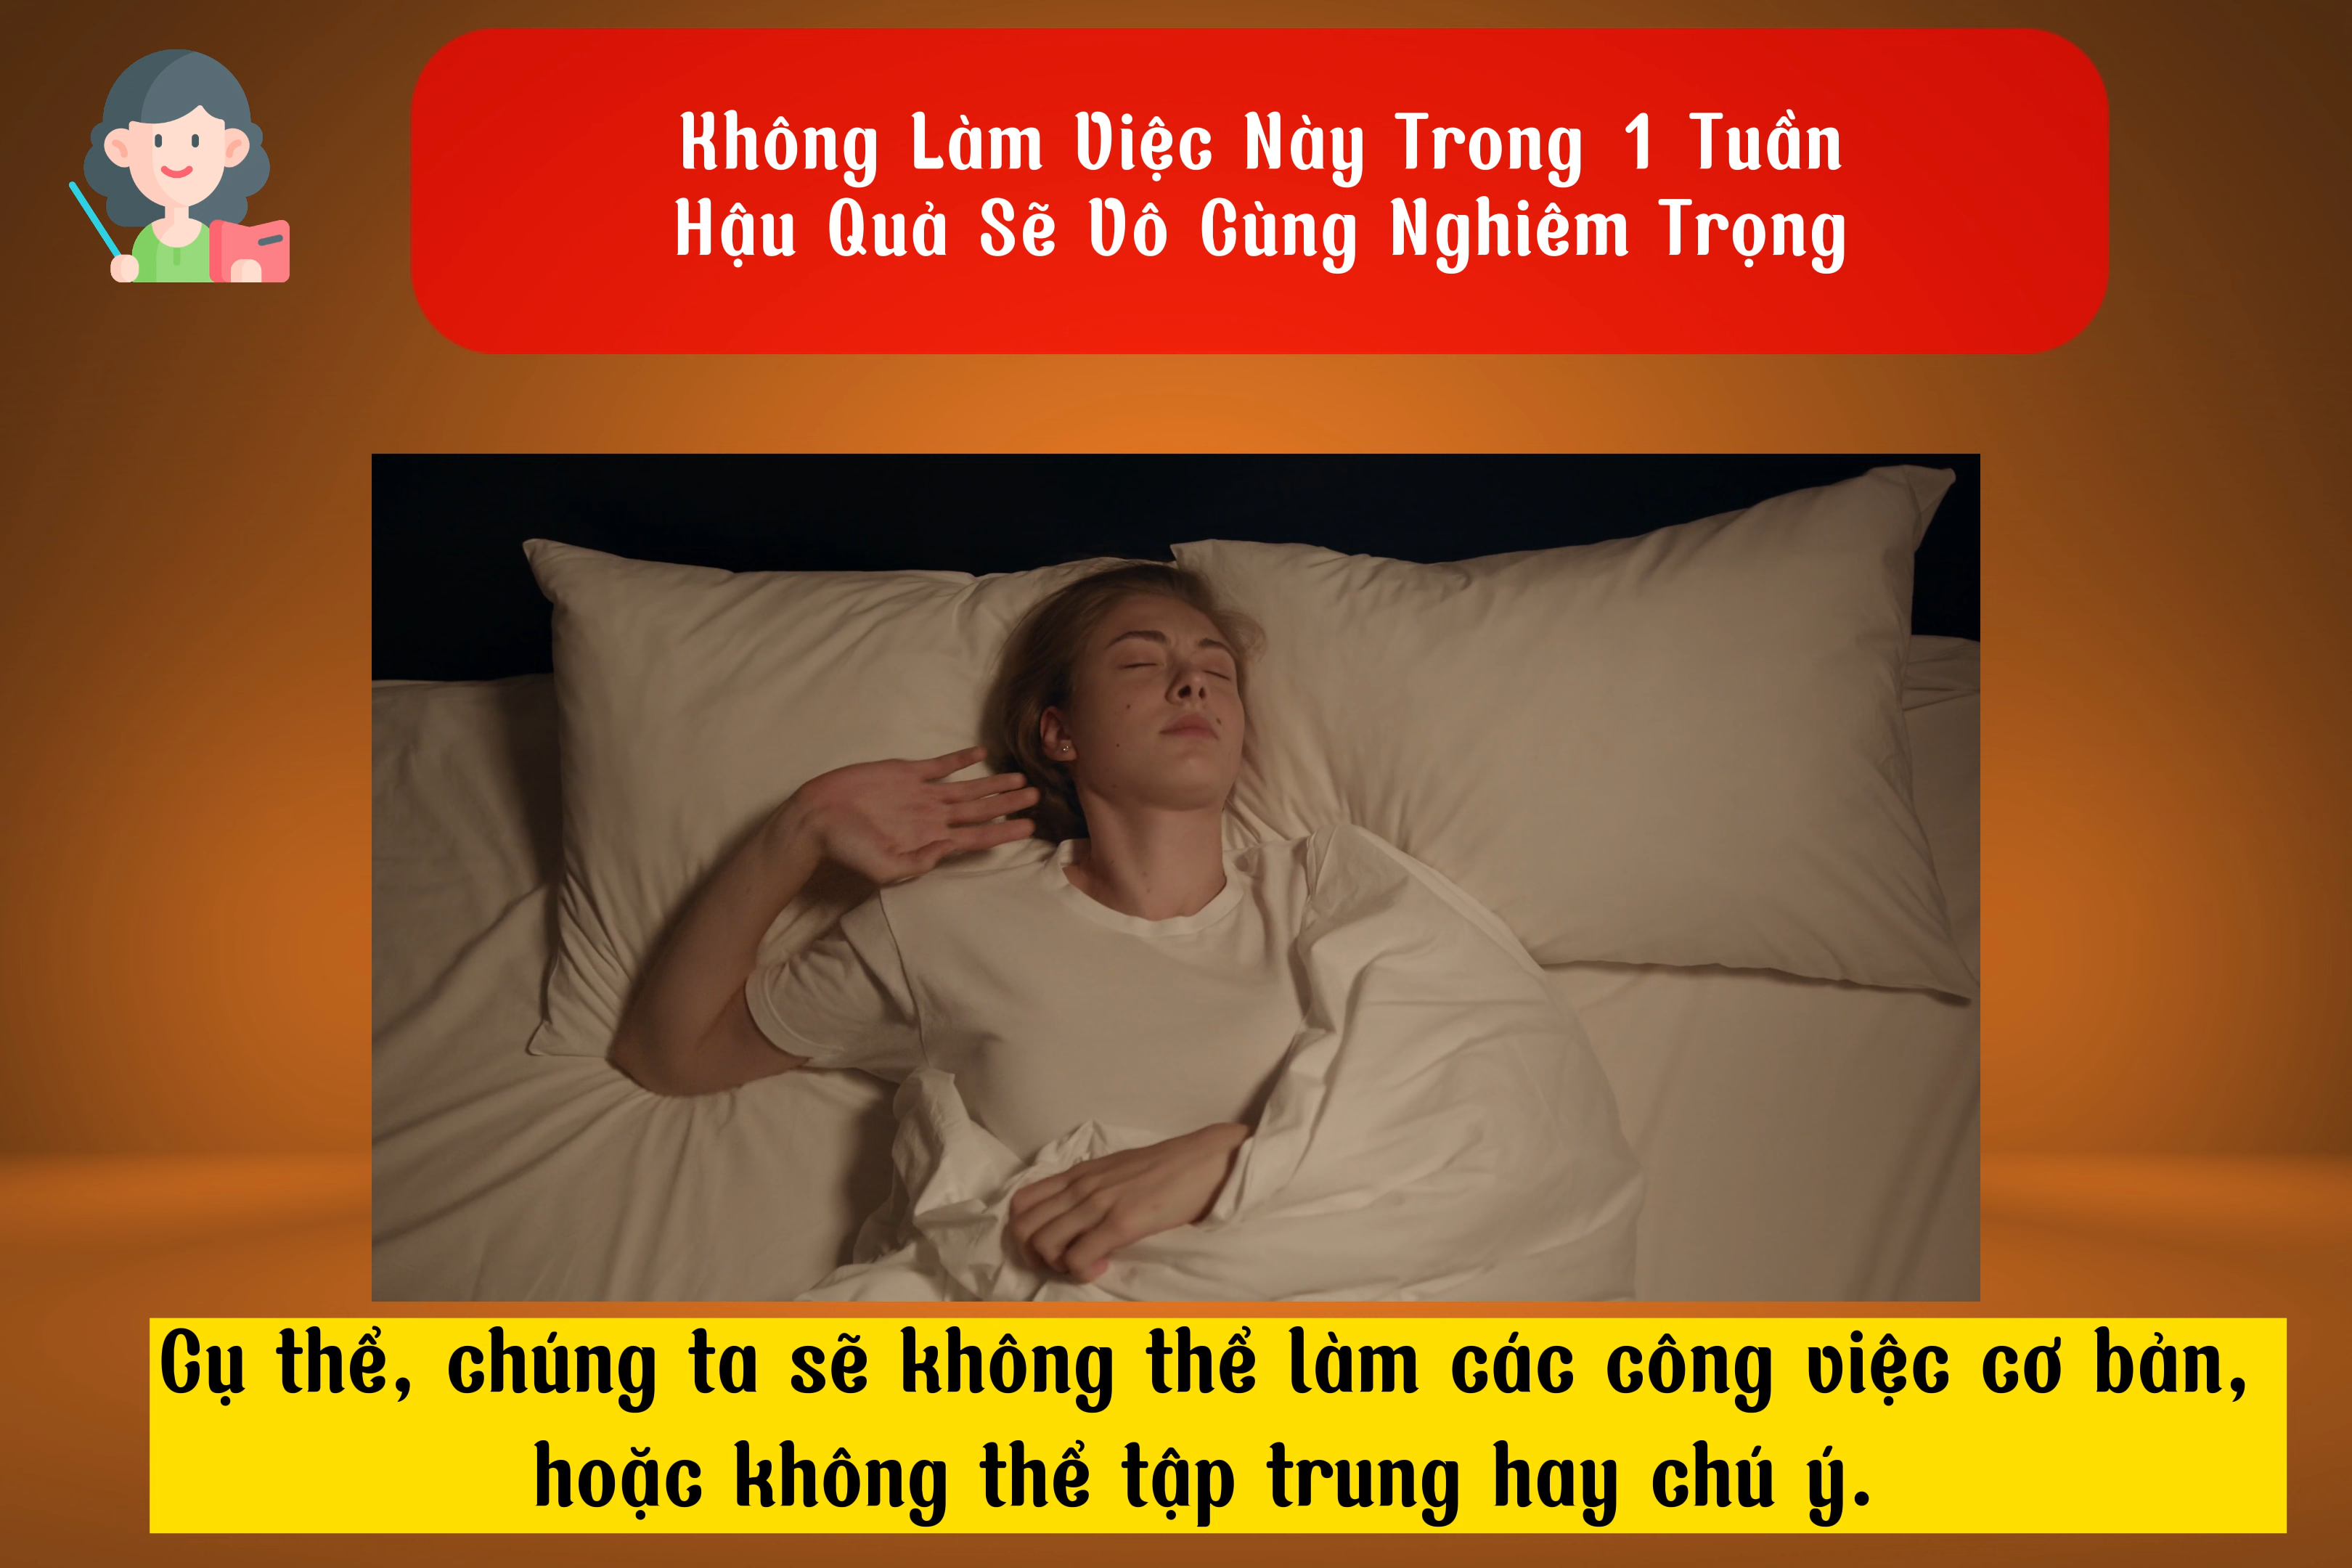 Không Làm Việc Này Trong 1 Tuần
Hậu Quả Sẽ Vô Cùng Nghiêm Trọng
Cụ thể, chúng ta sẽ không thể làm các công việc cơ bản,
hoặc không thể tập trung hay chú ý.